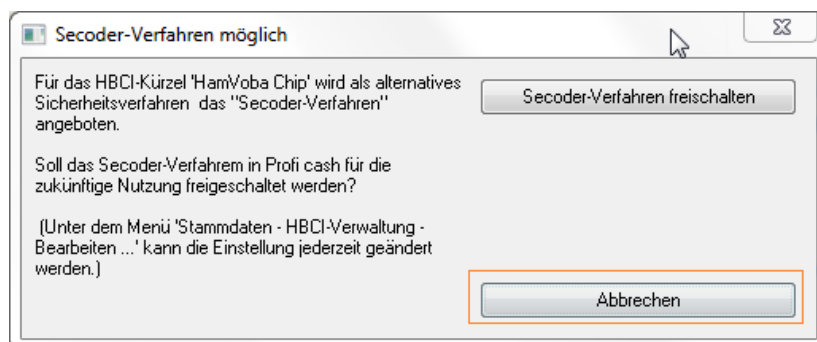 Secoder-Verfahren möglich
Für das HBCI-Kürzel 'HamVoba Chip' wird als alternatives
Sicherheitsverfahren das "Secoder-Verfahren"
angeboten.
Secoder-Verfahren freischalten
Soll das Secoder-Verfahrem in Profi cash für die
zukünftige Nutzung freigeschaltet werden?
(Unter dem Menü 'Stammdaten - HBCI-Verwaltung -
Bearbeiten ...' kann die Einstellung jederzeit geändert
werden.)
Abbrechen